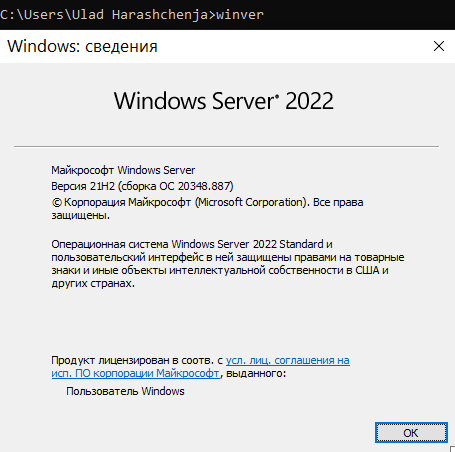 C:\Users\Ulad Harashchenja>winver
Windows: сведения
Windows Server® 2022
Майкрософт Windows Server
Версия 21H2 (сборка ОС 20348.887)
© Корпорация Майкрософт (Microsoft Corporation). Все права
защищены.
Операционная система Windows Server 2022 Standard и
пользовательский интерфейс в ней защищены правами на товарные
знаки и иные объекты интеллектуальной собственности в США и
других странах.
Продукт лицензирован в соотв. с усл. лиц. соглашения на
исп. ПО корпорации Майкрософт, выданного:
Пользователь Windows
ОК